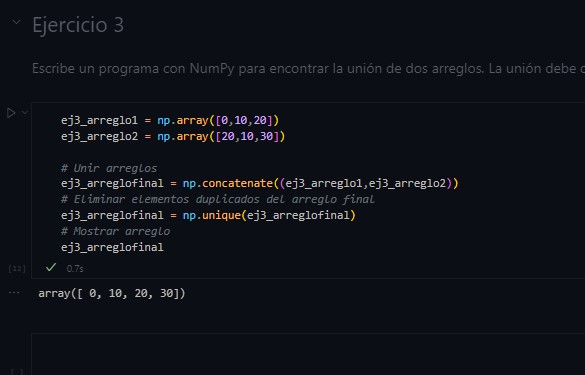 Ejercicio 3
Escribe un programa con NumPy para encontrar la unión de dos arreglos. La unión debe
ej3_arreglo1 = np.array([0,10,20])
ej3_arreglo2 = np.array([20,10,30])
# Unir arreglos
ej3_arreglofinal = np.concatenate((ej3_arreglo1,ej3_arreglo2))
# Eliminar elementos duplicados del arreglo final
ej3_arreglofinal = np.unique(ej3_arreglofinal)
# Mostrar arreglo
ej3_arreglofinal
[12]
0.7s
... array([ 0, 10, 20, 30])
[ ]